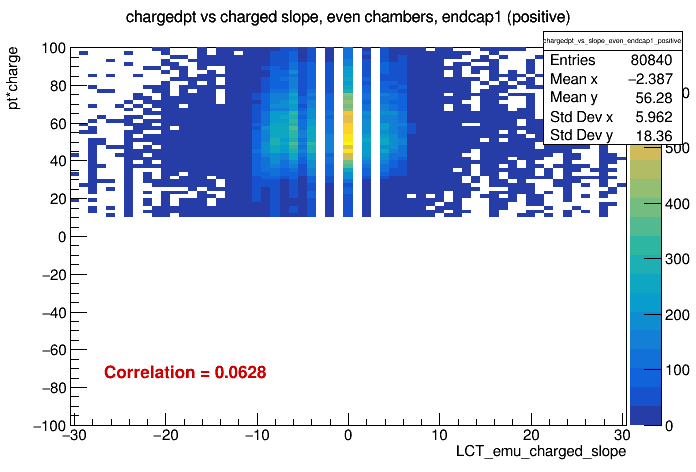 chargedpt vs charged slope, even chambers, endcap1 (positive)
chargedpt_vs_slope_even_endcap1_positive
Entries 80840
Mean x −2.387
Mean y 56.28
Std Dev x 5.962
Std Dev y 18.36
pt*charge
100
80
60
40
20
0
−20
−40
−60
−80
−100
−30 −20 −10 0 10 20 30
LCT_emu_charged_slope
Correlation = 0.0628
0
500
400
300
200
100
0